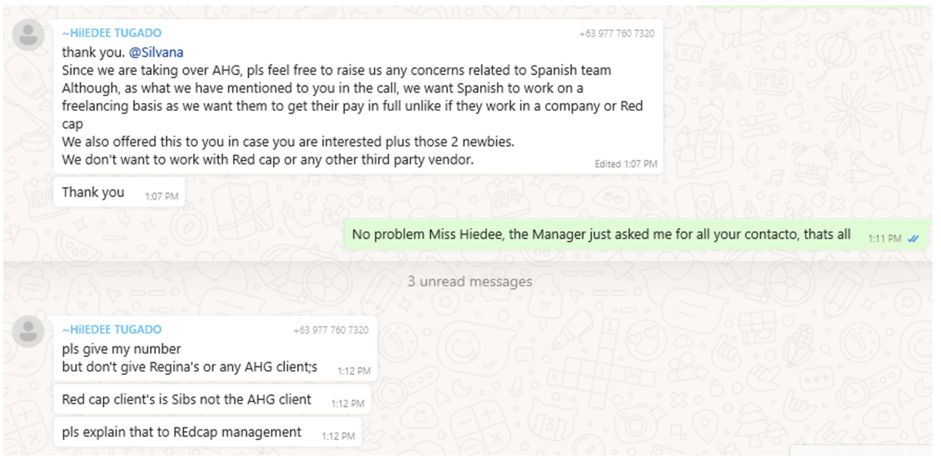 ~HilEDEE TUGADO +63 977 760 7320
thank you. @Silvana
Since we are taking over AHG, pls feel free to raise us any concerns related to Spanish team
Although, as what we have mentioned to you in the call, we want Spanish to work on a
freelancing basis as we want them to get their pay in full unlike if they work in a company or Red
cap
We also offered this to you in case you are interested plus those 2 newbies.
We don't want to work with Red cap or any other third party vendor.
Edited 1:07 PM
Thank you 1:07 PM
No problem Miss Hiedee, the Manager just asked me for all your contacto, thats all 1:11 PM
3 unread messages
~HilEDEE TUGADO +63 977 760 7320
pls give my number
but don't give Regina's or any AHG client;s 1:12 PM
Red cap client's is Sibs not the AHG client 1:12 PM
pls explain that to REdcap management 1:12 PM